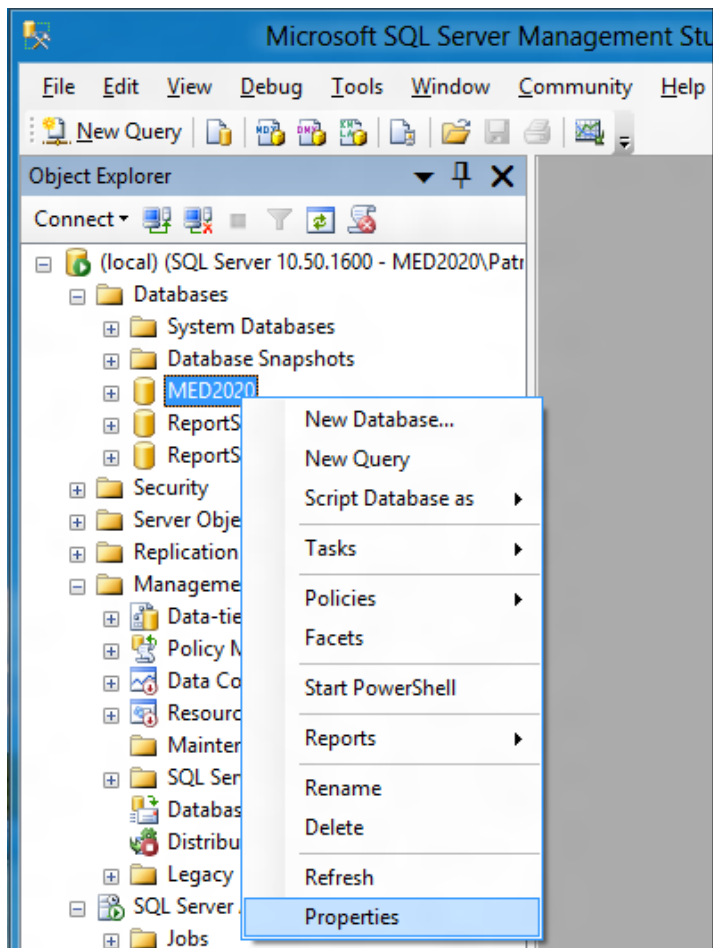 Microsoft SQL Server Management Stu
File Edit View Debug Tools Window Community Help
New Query
Object Explorer
Connect
(local) (SQL Server 10.50.1600 - MED2020\Patr
Databases
System Databases
Database Snapshots
MED2020
ReportS
ReportS
Security
Server Obje
Replication
Manageme
Data-tie
Policy M
Data Co
Resourc
Mainter
SQL Ser
Databas
Distribu
Legacy
SQL Server
Jobs
New Database...
New Query
Script Database as
Tasks
Policies
Facets
Start PowerShell
Reports
Rename
Delete
Refresh
Properties